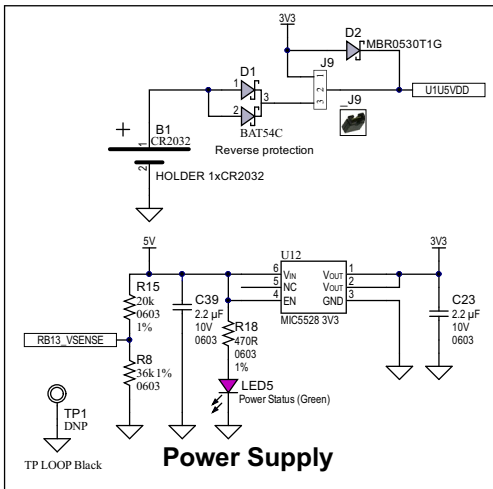 3V3
D2
MBR0530T1G
J9
1
2
3
U1U5VDD
_J9
D1
1
2
3
BAT54C
Reverse protection
+
1
B1
CR2032
2
HOLDER 1xCR2032
5V
R15
20k
0603
1%
RB13_VSENSE
R8
36k 1%
0603
TP1
DNP
TP LOOP Black
C39
2.2 µF
10V
0603
R18
470R
0603
1%
LED5
Power Status (Green)
U12
6 VIN VOUT 1
5 NC VOUT 2
4 EN GND 3
MIC5528 3V3
3V3
C23
2.2 µF
10V
0603
Power Supply